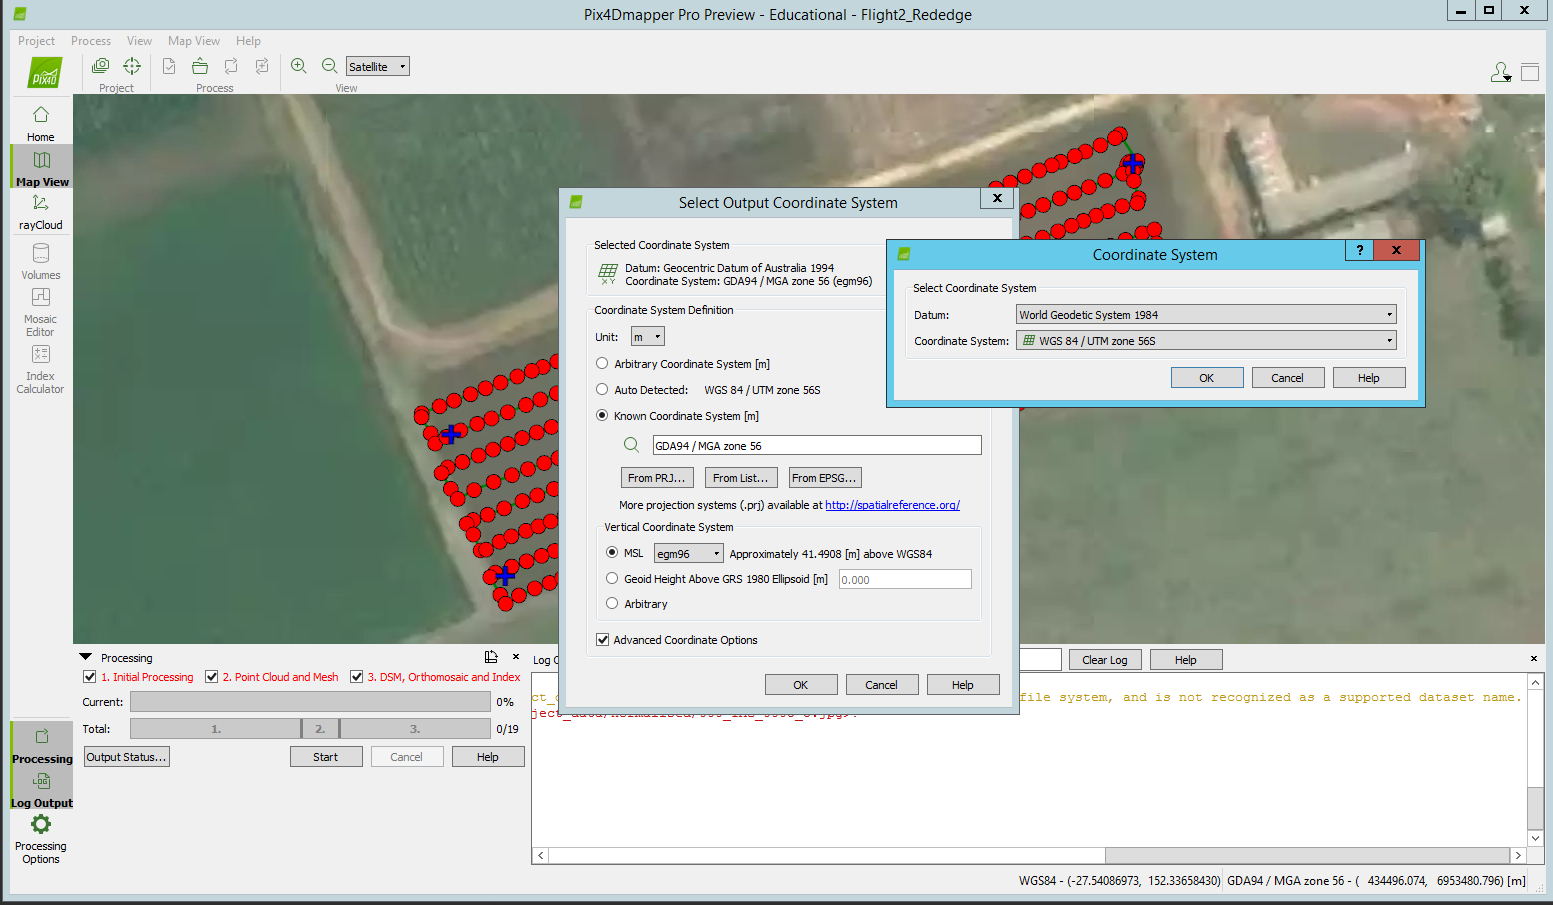 Pix4Dmapper Pro Preview - Educational - Flight2_Rededge
Project Process View Map View Help
PIX4D
Satellite
Project Process View
Home
Map View
rayCloud
Volumes
Mosaic
Editor
Index
Calculator
Processing
LOG
Log Output
Processing
Options
Select Output Coordinate System
x
Selected Coordinate System
Datum: Geocentric Datum of Australia 1994
Coordinate System: GDA94 / MGA zone 56 (egm96)
X Y
Coordinate System Definition
Unit: m
Arbitrary Coordinate System [m]
Auto Detected: WGS 84 / UTM zone 56S
Known Coordinate System [m]
GDA94 / MGA zone 56
From PRJ... From List... From EPSG...
More projection systems (.prj) available at http://spatialreference.org/
Vertical Coordinate System
MSL egm96 Approximately 41.4908 [m] above WGS84
Geoid Height Above GRS 1980 Ellipsoid [m] 0.000
Arbitrary
Advanced Coordinate Options
OK Cancel Help
Coordinate System
? x
Select Coordinate System
Datum: World Geodetic System 1984
Coordinate System: WGS 84 / UTM zone 56S
OK Cancel Help
Processing
1. Initial Processing 2. Point Cloud and Mesh 3. DSM, Orthomosaic and Index
Current: 0%
Total: 1. 2. 3. 0/19
Output Status... Start Cancel Help
Log
Clear Log Help
file system, and is not recognized as a supported dataset name.
WGS84 - (-27.54086973, 152.33658430) GDA94 / MGA zone 56 - ( 434496.074, 6953480.796) [m]